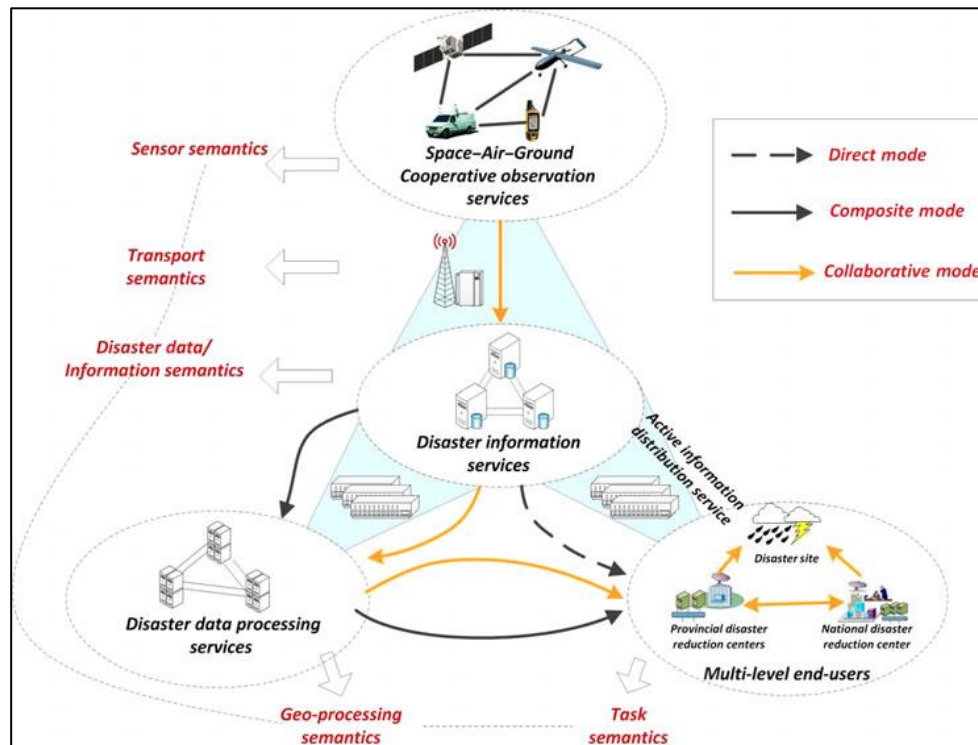 Space–Air–Ground
Cooperative observation
services
Sensor semantics
Direct mode
Composite mode
Collaborative mode
Transport
semantics
Disaster data/
Information semantics
Disaster information
services
Active information
distribution service
Disaster site
Provincial disaster
reduction centers
National disaster
reduction center
Multi-level end-users
Disaster data processing
services
Geo-processing
semantics
Task
semantics